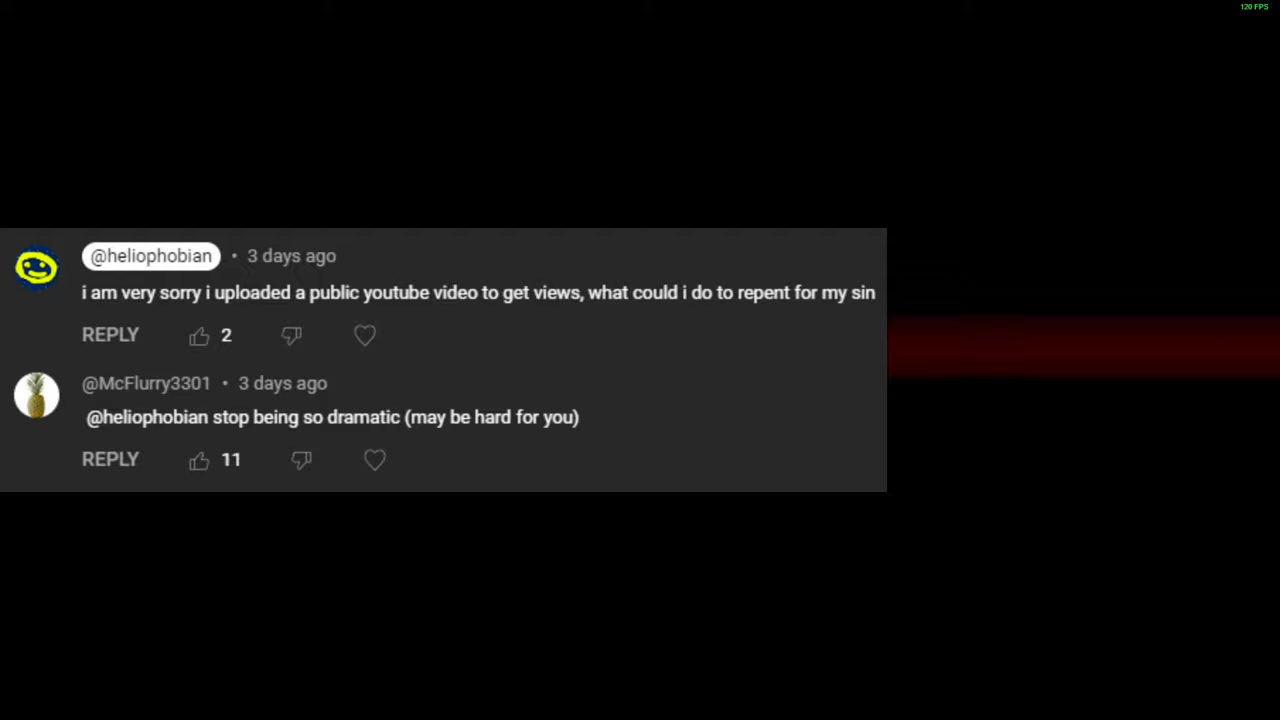 120 FPS
@heliophobian • 3 days ago
i am very sorry i uploaded a public youtube video to get views, what could i do to repent for my sin
REPLY 2
@McFlurry3301 • 3 days ago
@heliophobian stop being so dramatic (may be hard for you)
REPLY 11